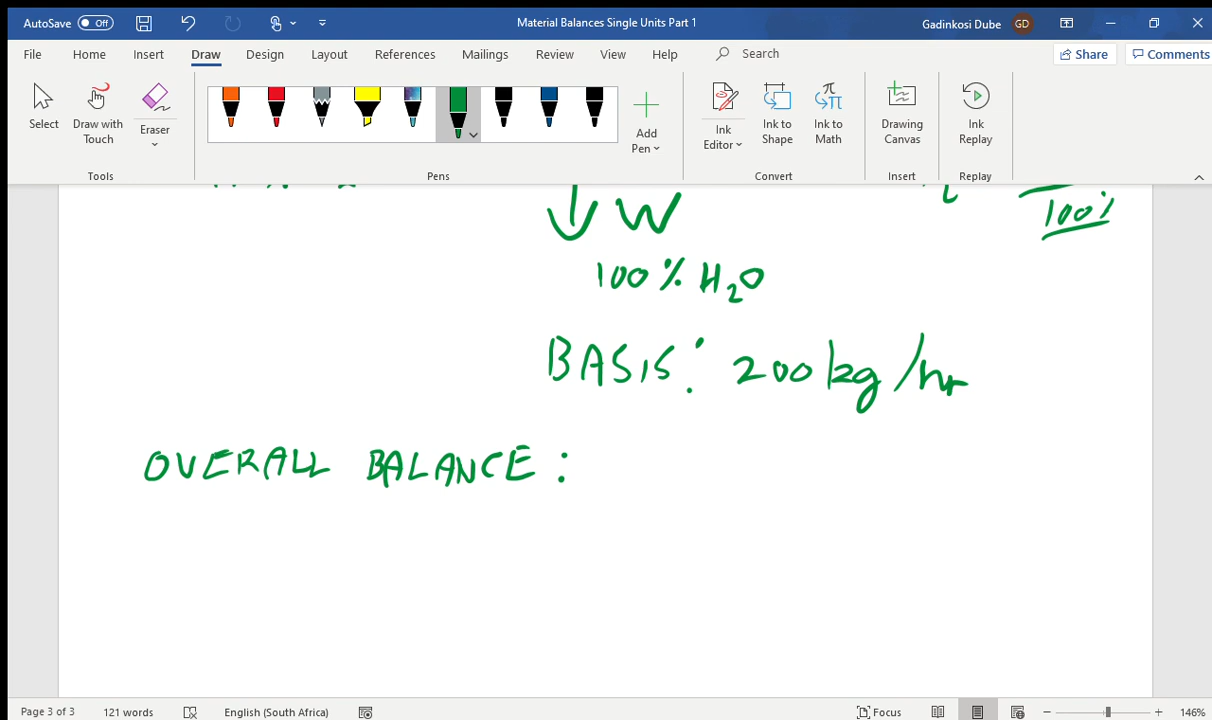 AutoSave Off Material Balances Single Units Part 1 Gadinkosi Dube GD
File Home Insert Draw Design Layout References Mailings Review View Help Search Share Comments
Select Draw with Touch Eraser Add Pen Ink Editor Ink to Shape Ink to Math Drawing Canvas Ink Replay
Tools Pens Convert Insert Replay
W 100%
100% H2O
BASIS: 200kg/hr
OVERALL BALANCE:
Page 3 of 3 121 words English (South Africa) Focus 146%